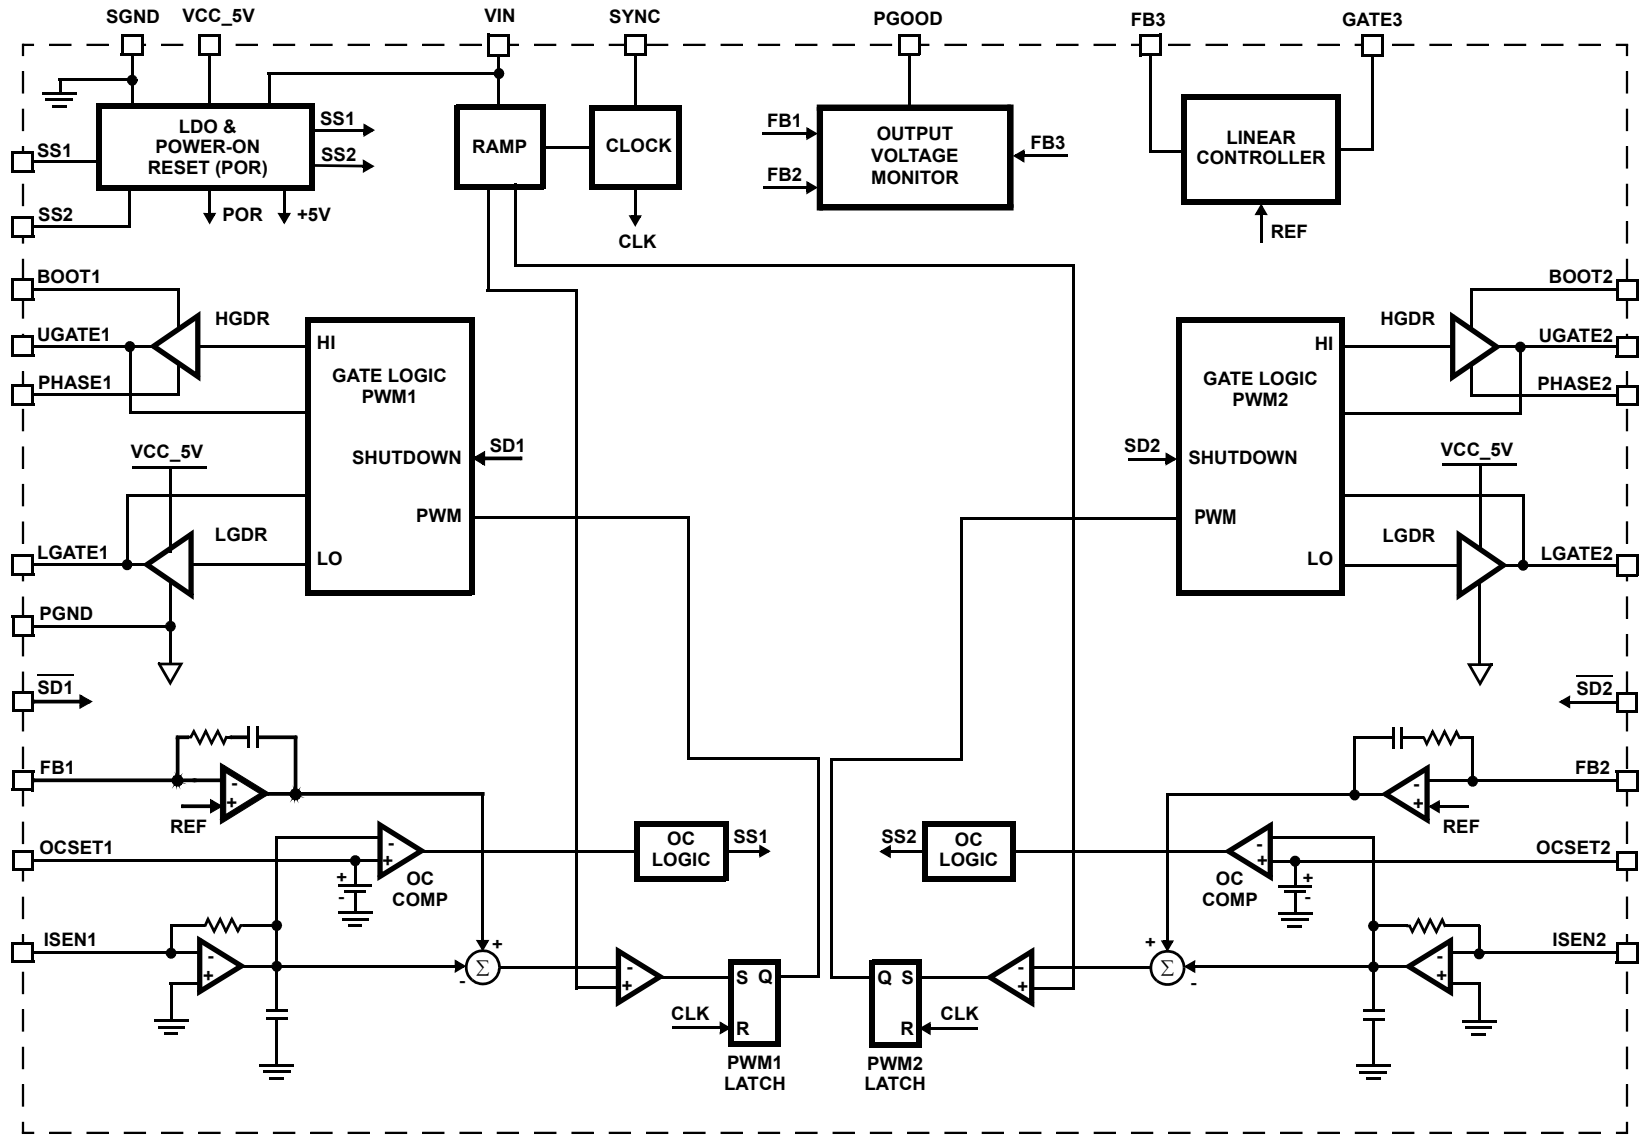 SGND VCC_5V VIN SYNC PGOOD FB3 GATE3
LDO &
POWER-ON
RESET (POR)
SS1
SS2
SS1
SS2
POR
+5V
RAMP
CLOCK
CLK
FB1
FB2
OUTPUT
VOLTAGE
MONITOR
FB3
LINEAR
CONTROLLER
REF
BOOT1
UGATE1
PHASE1
HGDR
HI
GATE LOGIC
PWM1
SHUTDOWN
SD1
PWM
LO
VCC_5V
LGDR
LGATE1
PGND
SD1
BOOT2
UGATE2
PHASE2
HGDR
HI
GATE LOGIC
PWM2
SD2
SHUTDOWN
PWM
LO
VCC_5V
LGDR
LGATE2
SD2
FB1
-
+
REF
OCSET1
-
+
+
-
OC
COMP
OC
LOGIC
SS1
ISEN1
-
+
Σ
+
-
-
+
S Q
R
CLK
PWM1
LATCH
FB2
-
+
REF
OCSET2
-
+
+
-
OC
COMP
OC
LOGIC
SS2
ISEN2
-
+
Σ
+
-
-
+
Q S
R
CLK
PWM2
LATCH